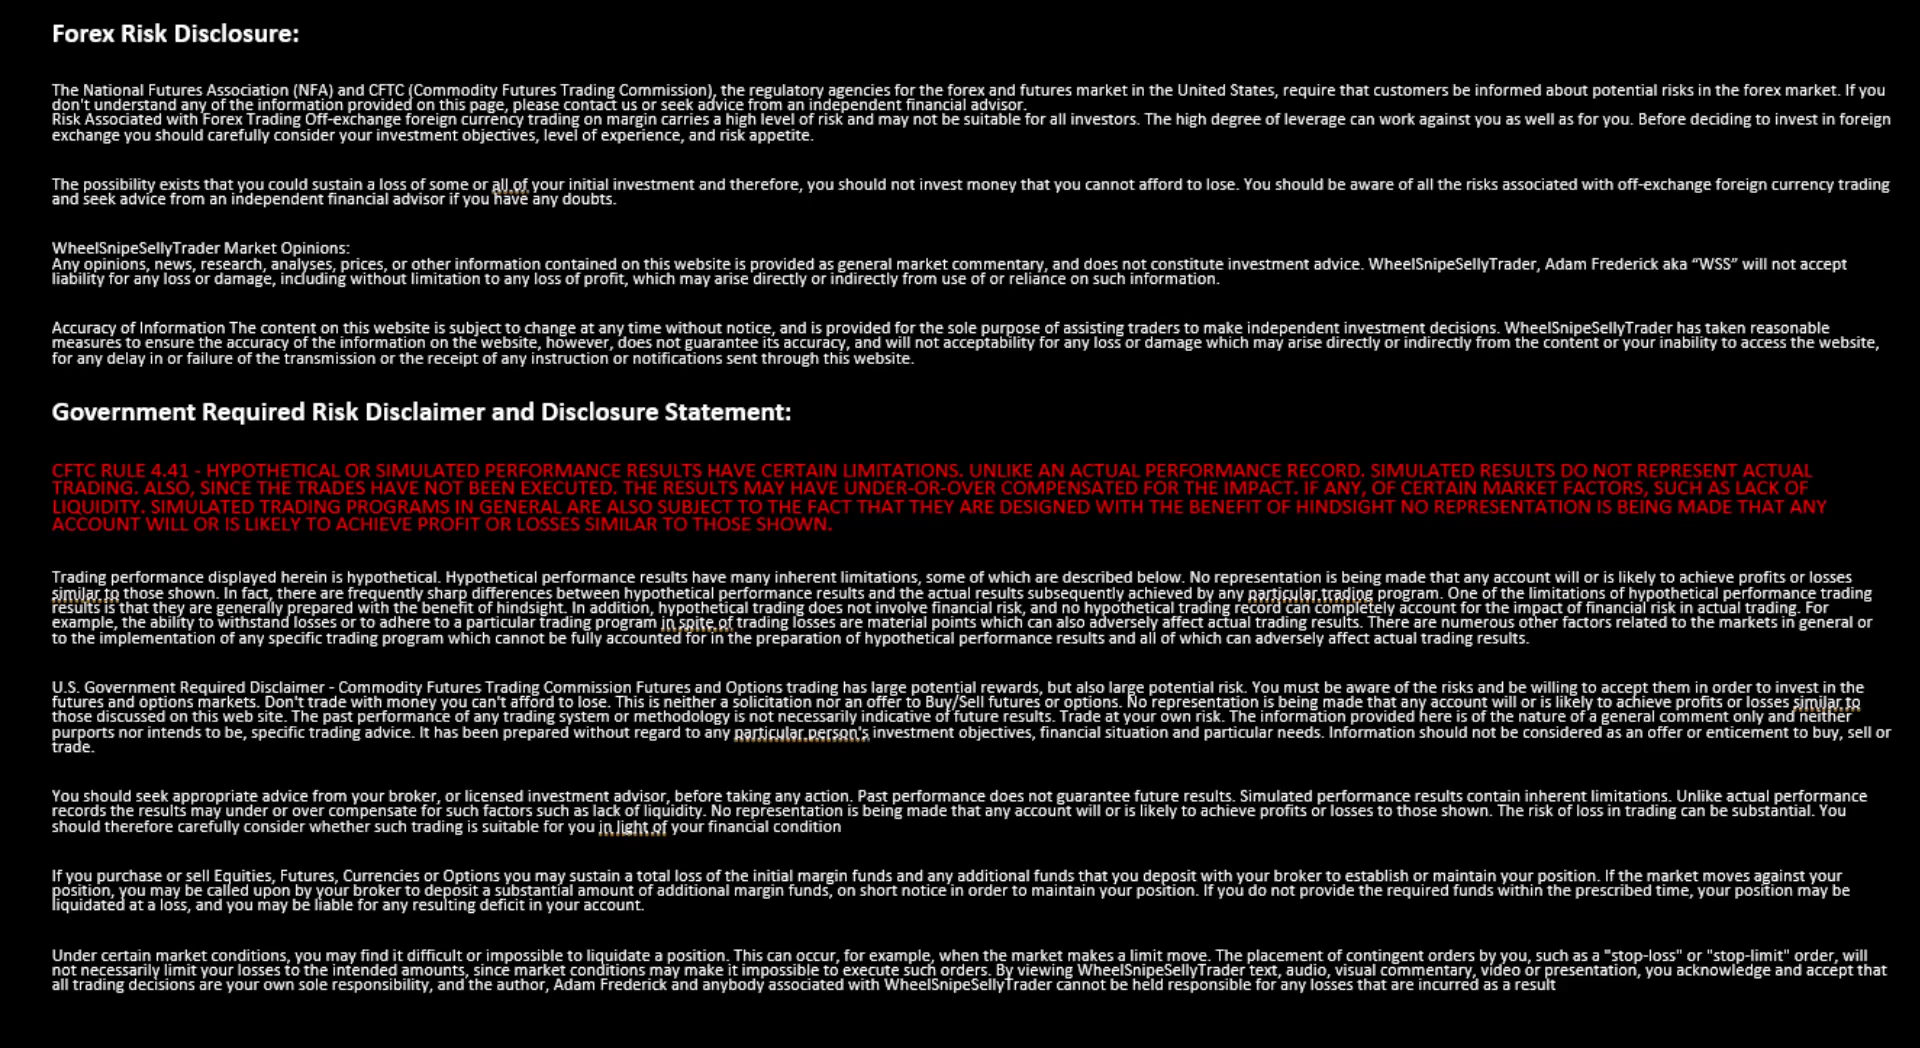 Forex Risk Disclosure:
The National Futures Association (NFA) and CFTC (Commodity Futures Trading Commission), the regulatory agencies for the forex and futures market in the United States, require that customers be informed about potential risks in the forex market. If you
don't understand any of the information provided on this page, please contact us or seek advice from an independent financial advisor.
Risk Associated with Forex Trading Off-exchange foreign currency trading on margin carries a high level of risk and may not be suitable for all investors. The high degree of leverage can work against you as well as for you. Before deciding to invest in foreign
exchange you should carefully consider your investment objectives, level of experience, and risk appetite.
The possibility exists that you could sustain a loss of some or all of your initial investment and therefore, you should not invest money that you cannot afford to lose. You should be aware of all the risks associated with off-exchange foreign currency trading
and seek advice from an independent financial advisor if you have any doubts.
WheelSnipeSellyTrader Market Opinions:
Any opinions, news, research, analyses, prices, or other information contained on this website is provided as general market commentary, and does not constitute investment advice. WheelSnipeSellyTrader, Adam Frederick aka “WSS” will not accept
liability for any loss or damage, including without limitation to any loss of profit, which may arise directly or indirectly from use of or reliance on such information.
Accuracy of Information The content on this website is subject to change at any time without notice, and is provided for the sole purpose of assisting traders to make independent investment decisions. WheelSnipeSellyTrader has taken reasonable
measures to ensure the accuracy of the information on the website, however, does not guarantee its accuracy, and will not acceptability for any loss or damage which may arise directly or indirectly from the content or your inability to access the website,
for any delay in or failure of the transmission or the receipt of any instruction or notifications sent through this website.
Government Required Risk Disclaimer and Disclosure Statement:
CFTC RULE 4.41 - HYPOTHETICAL OR SIMULATED PERFORMANCE RESULTS HAVE CERTAIN LIMITATIONS. UNLIKE AN ACTUAL PERFORMANCE RECORD. SIMULATED RESULTS DO NOT REPRESENT ACTUAL
TRADING. ALSO, SINCE THE TRADES HAVE NOT BEEN EXECUTED. THE RESULTS MAY HAVE UNDER-OR-OVER COMPENSATED FOR THE IMPACT. IF ANY, OF CERTAIN MARKET FACTORS, SUCH AS LACK OF
LIQUIDITY. SIMULATED TRADING PROGRAMS IN GENERAL ARE ALSO SUBJECT TO THE FACT THAT THEY ARE DESIGNED WITH THE BENEFIT OF HINDSIGHT NO REPRESENTATION IS BEING MADE THAT ANY
ACCOUNT WILL OR IS LIKELY TO ACHIEVE PROFIT OR LOSSES SIMILAR TO THOSE SHOWN.
Trading performance displayed herein is hypothetical. Hypothetical performance results have many inherent limitations, some of which are described below. No representation is being made that any account will or is likely to achieve profits or losses
similar to those shown. In fact, there are frequently sharp differences between hypothetical performance results and the actual results subsequently achieved by any particular trading program. One of the limitations of hypothetical performance trading
results is that they are generally prepared with the benefit of hindsight. In addition, hypothetical trading does not involve financial risk, and no hypothetical trading record can completely account for the impact of financial risk in actual trading. For
example, the ability to withstand losses or to adhere to a particular trading program in spite of trading losses are material points which can also adversely affect actual trading results. There are numerous other factors related to the markets in general or
to the implementation of any specific trading program which cannot be fully accounted for in the preparation of hypothetical performance results and all of which can adversely affect actual trading results.
U.S. Government Required Disclaimer - Commodity Futures Trading Commission Futures and Options trading has large potential rewards, but also large potential risk. You must be aware of the risks and be willing to accept them in order to invest in the
futures and options markets. Don't trade with money you can't afford to lose. This is neither a solicitation nor an offer to Buy/Sell futures or options. No representation is being made that any account will or is likely to achieve profits or losses similar to
those discussed on this web site. The past performance of any trading system or methodology is not necessarily indicative of future results. Trade at your own risk. The information provided here is of the nature of a general comment only and neither
purports nor intends to be, specific trading advice. It has been prepared without regard to any particular person's investment objectives, financial situation and particular needs. Information should not be considered as an offer or enticement to buy, sell or
trade.
You should seek appropriate advice from your broker, or licensed investment advisor, before taking any action. Past performance does not guarantee future results. Simulated performance results contain inherent limitations. Unlike actual performance
records the results may under or over compensate for such factors such as lack of liquidity. No representation is being made that any account will or is likely to achieve profits or losses to those shown. The risk of loss in trading can be substantial. You
should therefore carefully consider whether such trading is suitable for you in light of your financial condition
If you purchase or sell Equities, Futures, Currencies or Options you may sustain a total loss of the initial margin funds and any additional funds that you deposit with your broker to establish or maintain your position. If the market moves against your
position, you may be called upon by your broker to deposit a substantial amount of additional margin funds, on short notice in order to maintain your position. If you do not provide the required funds within the prescribed time, your position may be
liquidated at a loss, and you may be liable for any resulting deficit in your account.
Under certain market conditions, you may find it difficult or impossible to liquidate a position. This can occur, for example, when the market makes a limit move. The placement of contingent orders by you, such as a "stop-loss" or "stop-limit" order, will
not necessarily limit your losses to the intended amounts, since market conditions may make it impossible to execute such orders. By viewing WheelSnipeSellyTrader text, audio, visual commentary, video or presentation, you acknowledge and accept that
all trading decisions are your own sole responsibility, and the author, Adam Frederick and anybody associated with WheelSnipeSellyTrader cannot be held responsible for any losses that are incurred as a result